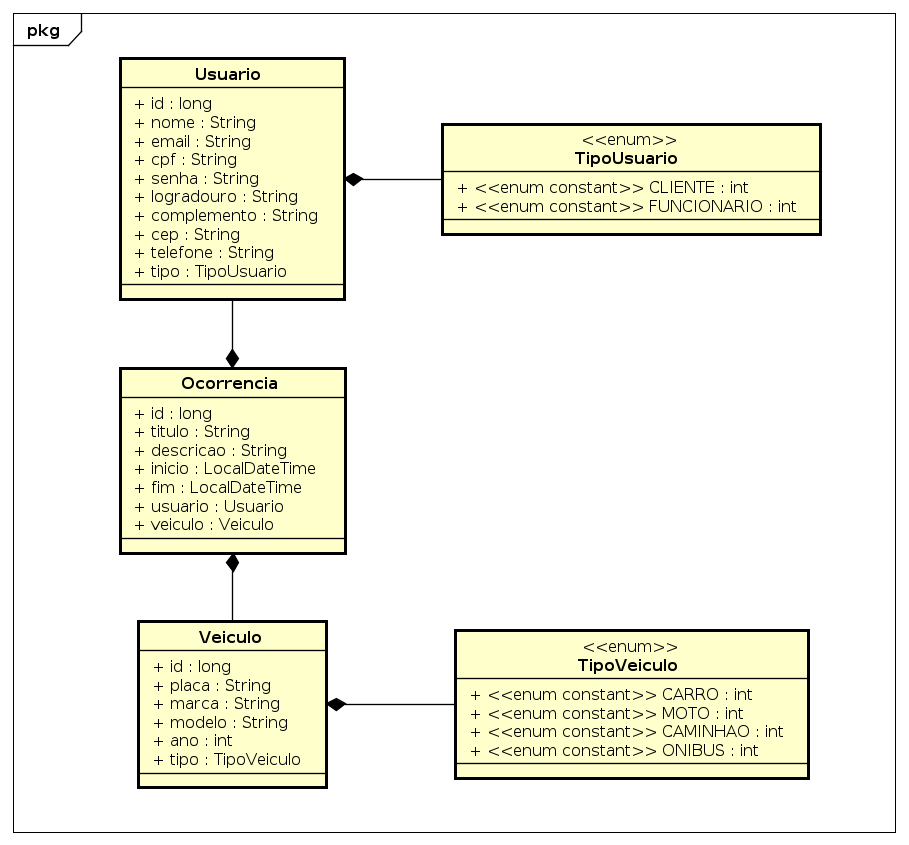 pkg
Usuario
+ id : long
+ nome : String
+ email : String
+ cpf : String
+ senha : String
+ logradouro : String
+ complemento : String
+ cep : String
+ telefone : String
+ tipo : TipoUsuario
<<enum>>
TipoUsuario
+ <<enum constant>> CLIENTE : int
+ <<enum constant>> FUNCIONARIO : int
Ocorrencia
+ id : long
+ titulo : String
+ descricao : String
+ inicio : LocalDateTime
+ fim : LocalDateTime
+ usuario : Usuario
+ veiculo : Veiculo
Veiculo
+ id : long
+ placa : String
+ marca : String
+ modelo : String
+ ano : int
+ tipo : TipoVeiculo
<<enum>>
TipoVeiculo
+ <<enum constant>> CARRO : int
+ <<enum constant>> MOTO : int
+ <<enum constant>> CAMINHAO : int
+ <<enum constant>> ONIBUS : int